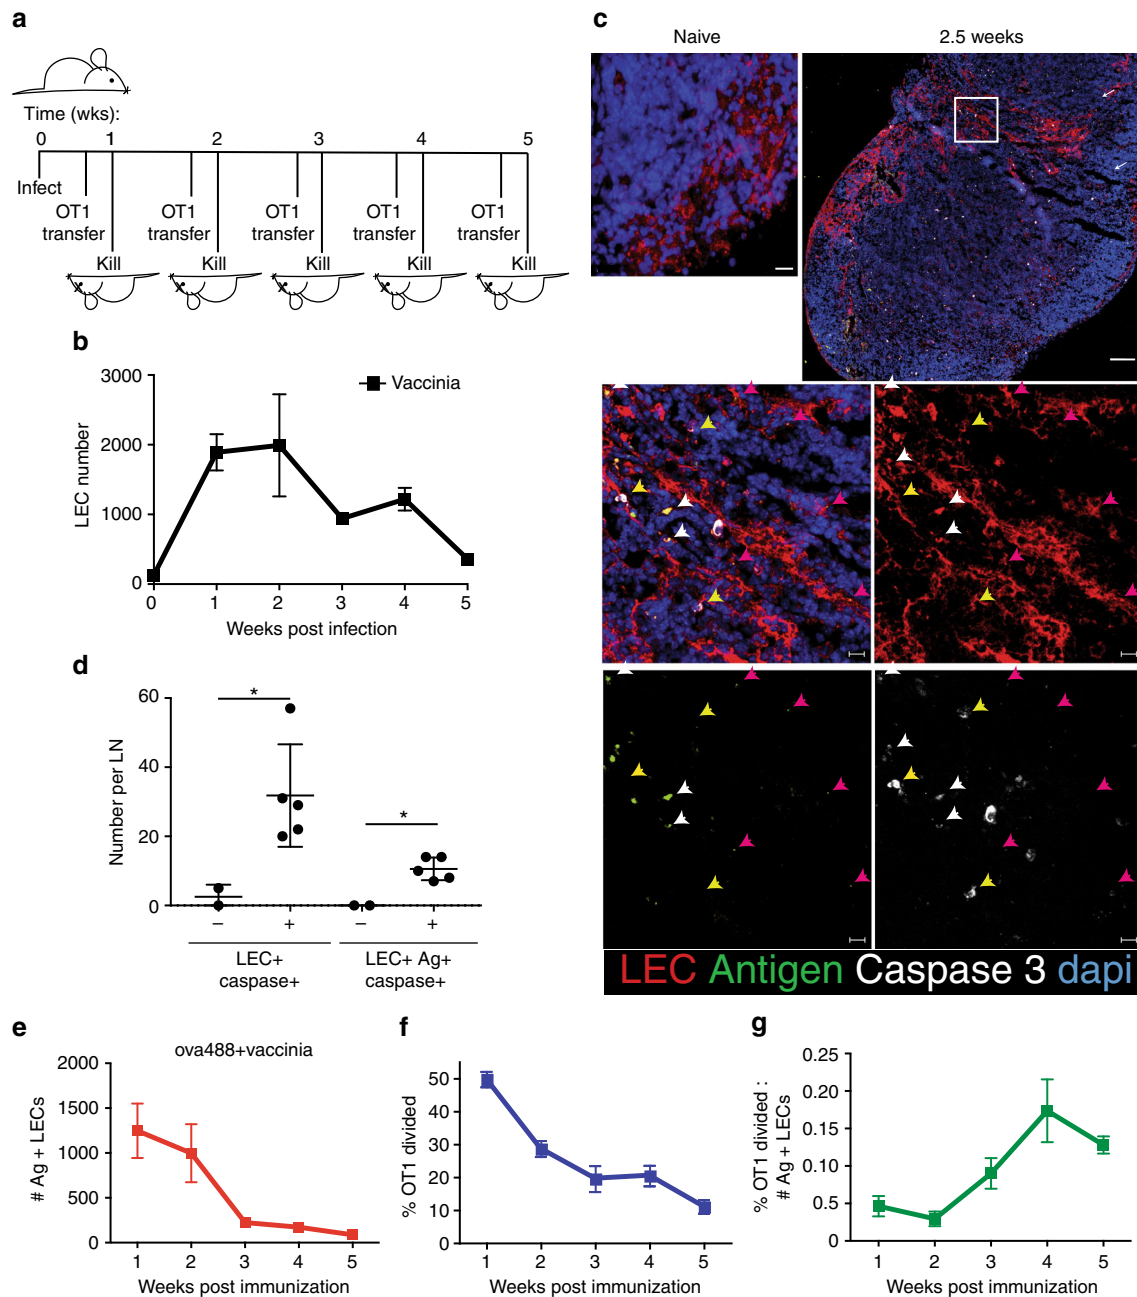 a
Time (wks):
0 1 2 3 4 5
Infect
OT1 transfer OT1 transfer OT1 transfer OT1 transfer OT1 transfer
Kill Kill Kill Kill Kill
b
Vaccinia
3000
2000
1000
0
LEC number
0 1 2 3 4 5
Weeks post infection
c
Naive 2.5 weeks
LEC Antigen Caspase 3 dapi
d
60
40
20
0
Number per LN
* *
− + − +
LEC+ caspase+
LEC+ Ag+ caspase+
e
ova488+vaccinia
2000
1500
1000
500
0
# Ag + LECs
1 2 3 4 5
Weeks post immunization
f
50
40
30
20
10
0
% OT1 divided
1 2 3 4 5
Weeks post immunization
g
0.25
0.20
0.15
0.10
0.5
0
% OT1 divided :
# Ag + LECs
1 2 3 4 5
Weeks post immunization